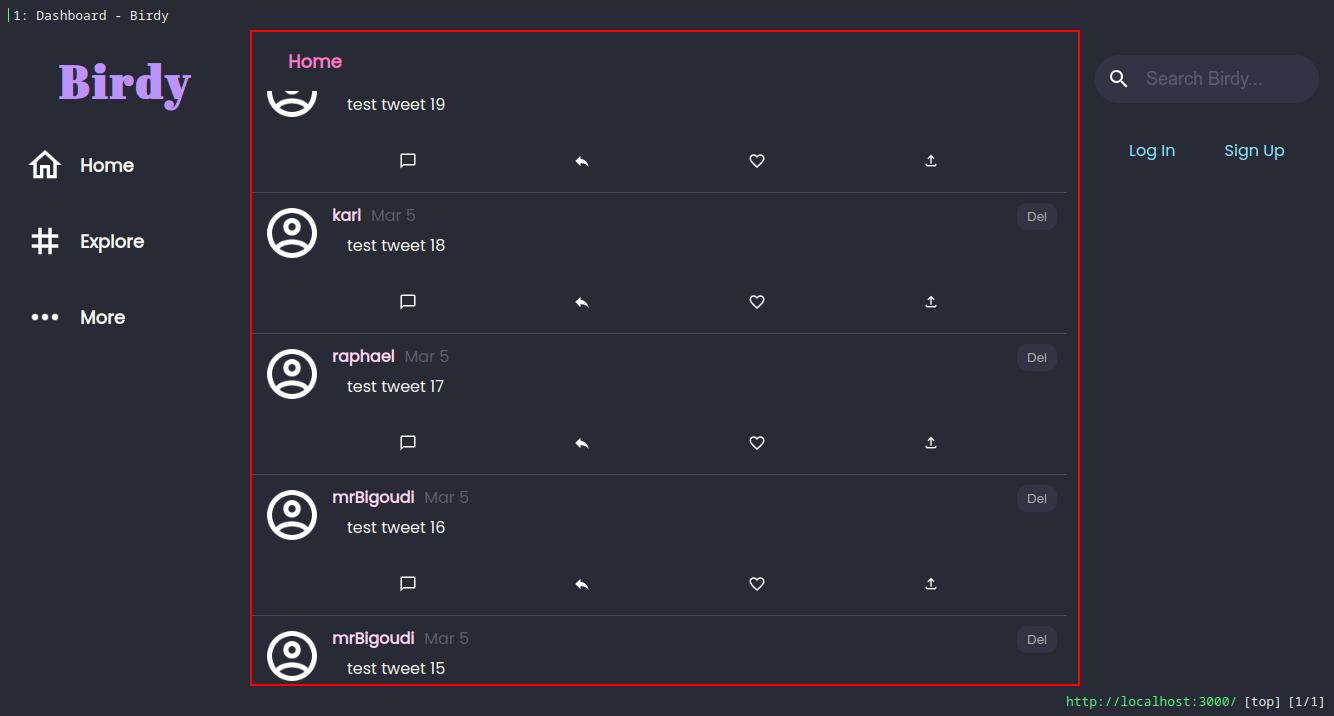 1: Dashboard - Birdy
Birdy
Home
Explore
More
Home
test tweet 19
karl Mar 5 Del
test tweet 18
raphael Mar 5 Del
test tweet 17
mrBigoudi Mar 5 Del
test tweet 16
mrBigoudi Mar 5 Del
test tweet 15
Search Birdy...
Log In Sign Up
http://localhost:3000/ [top] [1/1]